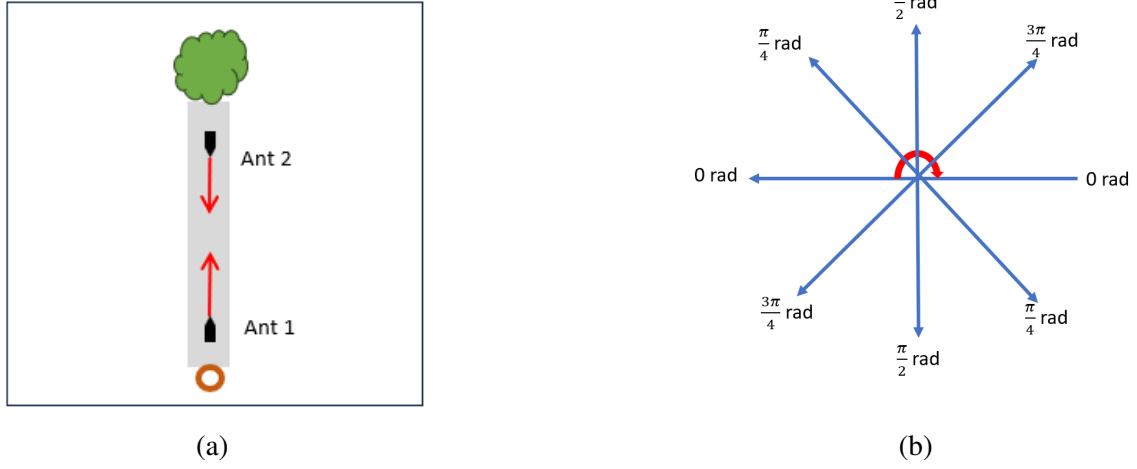 Ant 2
Ant 1
(a)
2 rad
π/4 rad
3π/4 rad
0 rad
0 rad
3π/4 rad
π/4 rad
π/2 rad
(b)